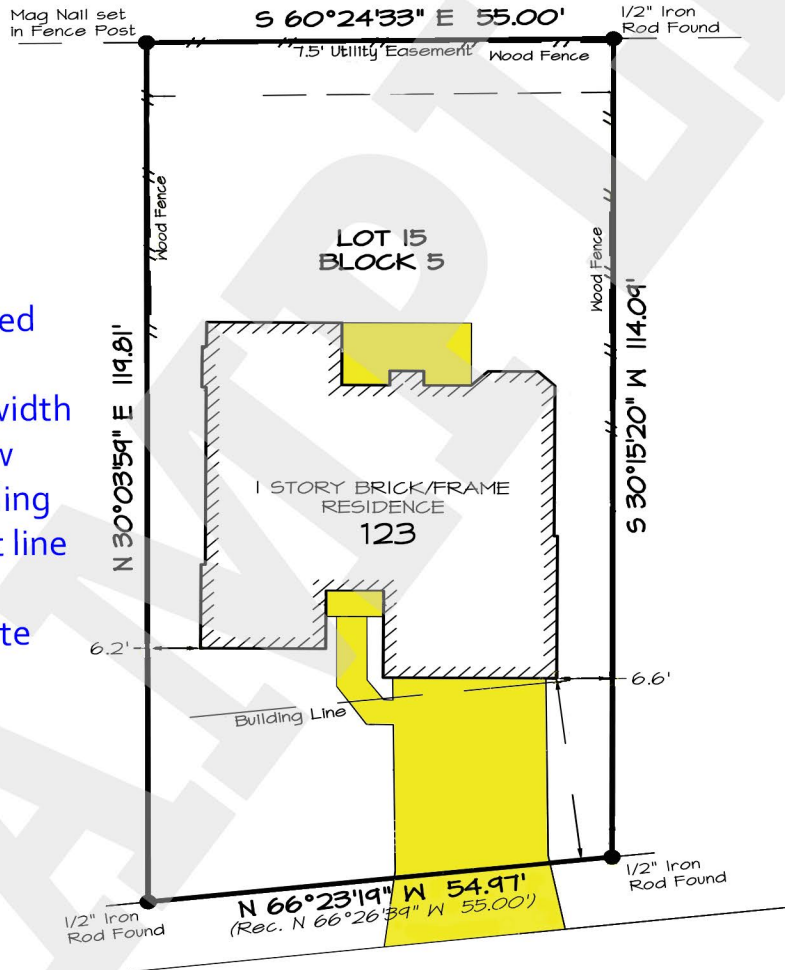 Mag Nail set
in Fence Post
S 60°24'33" E 55.00'
1/2" Iron
Rod Found
7.5' Utility Easement
Wood Fence
Wood Fence
LOT 15
BLOCK 5
Wood Fence
ed
width
w
ing
t line
te
N 30°03'59" E 119.81'
S 30°15'20" W 114.09'
1 STORY BRICK/FRAME
RESIDENCE
123
6.2'
6.6'
Building Line
1/2" Iron
Rod Found
N 66°23'19" W 54.97'
(Rec. N 66°26'39" W 55.00')
1/2" Iron
Rod Found